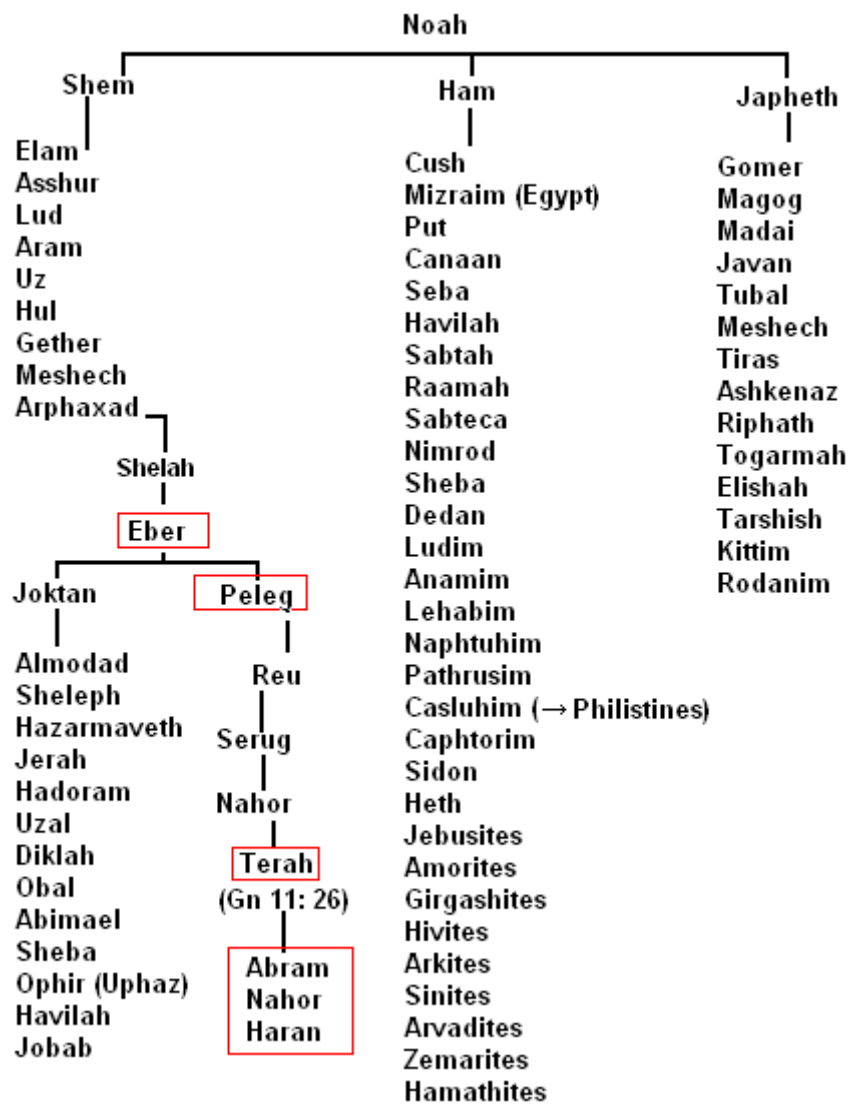 Noah
Shem
Elam
Asshur
Lud
Aram
Uz
Hul
Gether
Meshech
Arphaxad
Shelah
Eber
Joktan
Almodad
Sheleph
Hazarmaveth
Jerah
Hadoram
Uzal
Diklah
Obal
Abimael
Sheba
Ophir (Uphaz)
Havilah
Jobab
Peleg
Reu
Serug
Nahor
Terah
(Gn 11: 26)
Abram
Nahor
Haran
Ham
Cush
Mizraim (Egypt)
Put
Canaan
Seba
Havilah
Sabtah
Raamah
Sabteca
Nimrod
Sheba
Dedan
Ludim
Anamim
Lehabim
Naphtuhim
Pathrusim
Casluhim (→ Philistines)
Caphtorim
Sidon
Heth
Jebusites
Amorites
Girgashites
Hivites
Arkites
Sinites
Arvadites
Zemarites
Hamathites
Japheth
Gomer
Magog
Madai
Javan
Tubal
Meshech
Tiras
Ashkenaz
Riphath
Togarmah
Elishah
Tarshish
Kittim
Rodanim